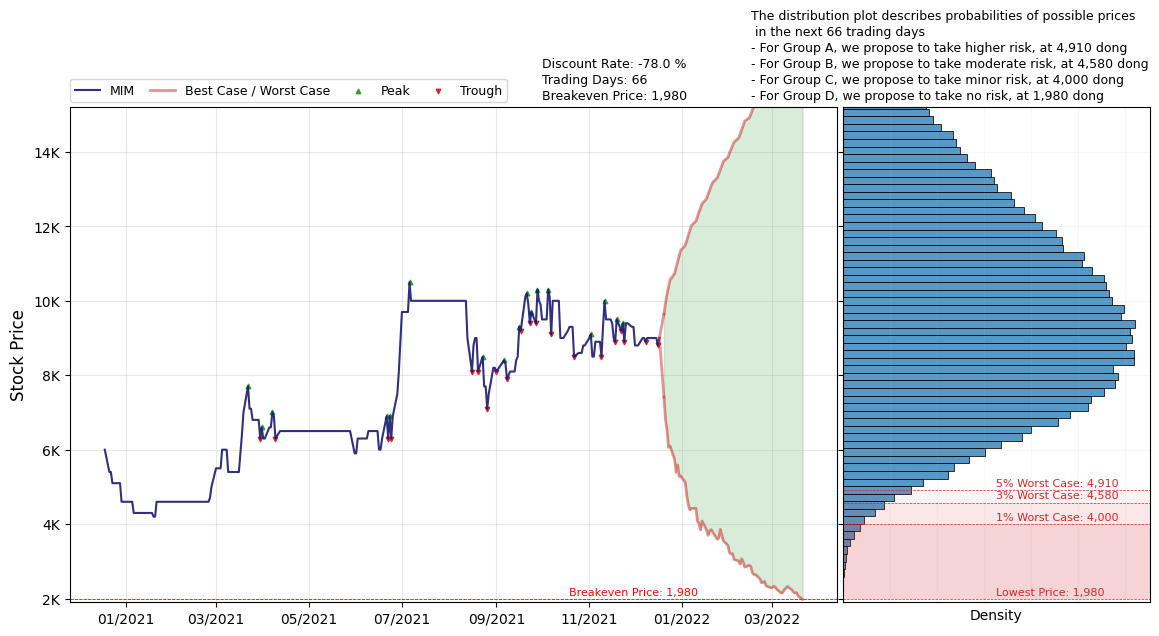 The distribution plot describes probabilities of possible prices
in the next 66 trading days
- For Group A, we propose to take higher risk, at 4,910 dong
- For Group B, we propose to take moderate risk, at 4,580 dong
- For Group C, we propose to take minor risk, at 4,000 dong
- For Group D, we propose to take no risk, at 1,980 dong
Discount Rate: -78.0 %
Trading Days: 66
Breakeven Price: 1,980
MIM Best Case / Worst Case Peak Trough
Stock Price
14K
12K
10K
8K
6K
4K
2K
Breakeven Price: 1,980
01/2021 03/2021 05/2021 07/2021 09/2021 11/2021 01/2022 03/2022
5% Worst Case: 4,910
3% Worst Case: 4,580
1% Worst Case: 4,000
Lowest Price: 1,980
Density